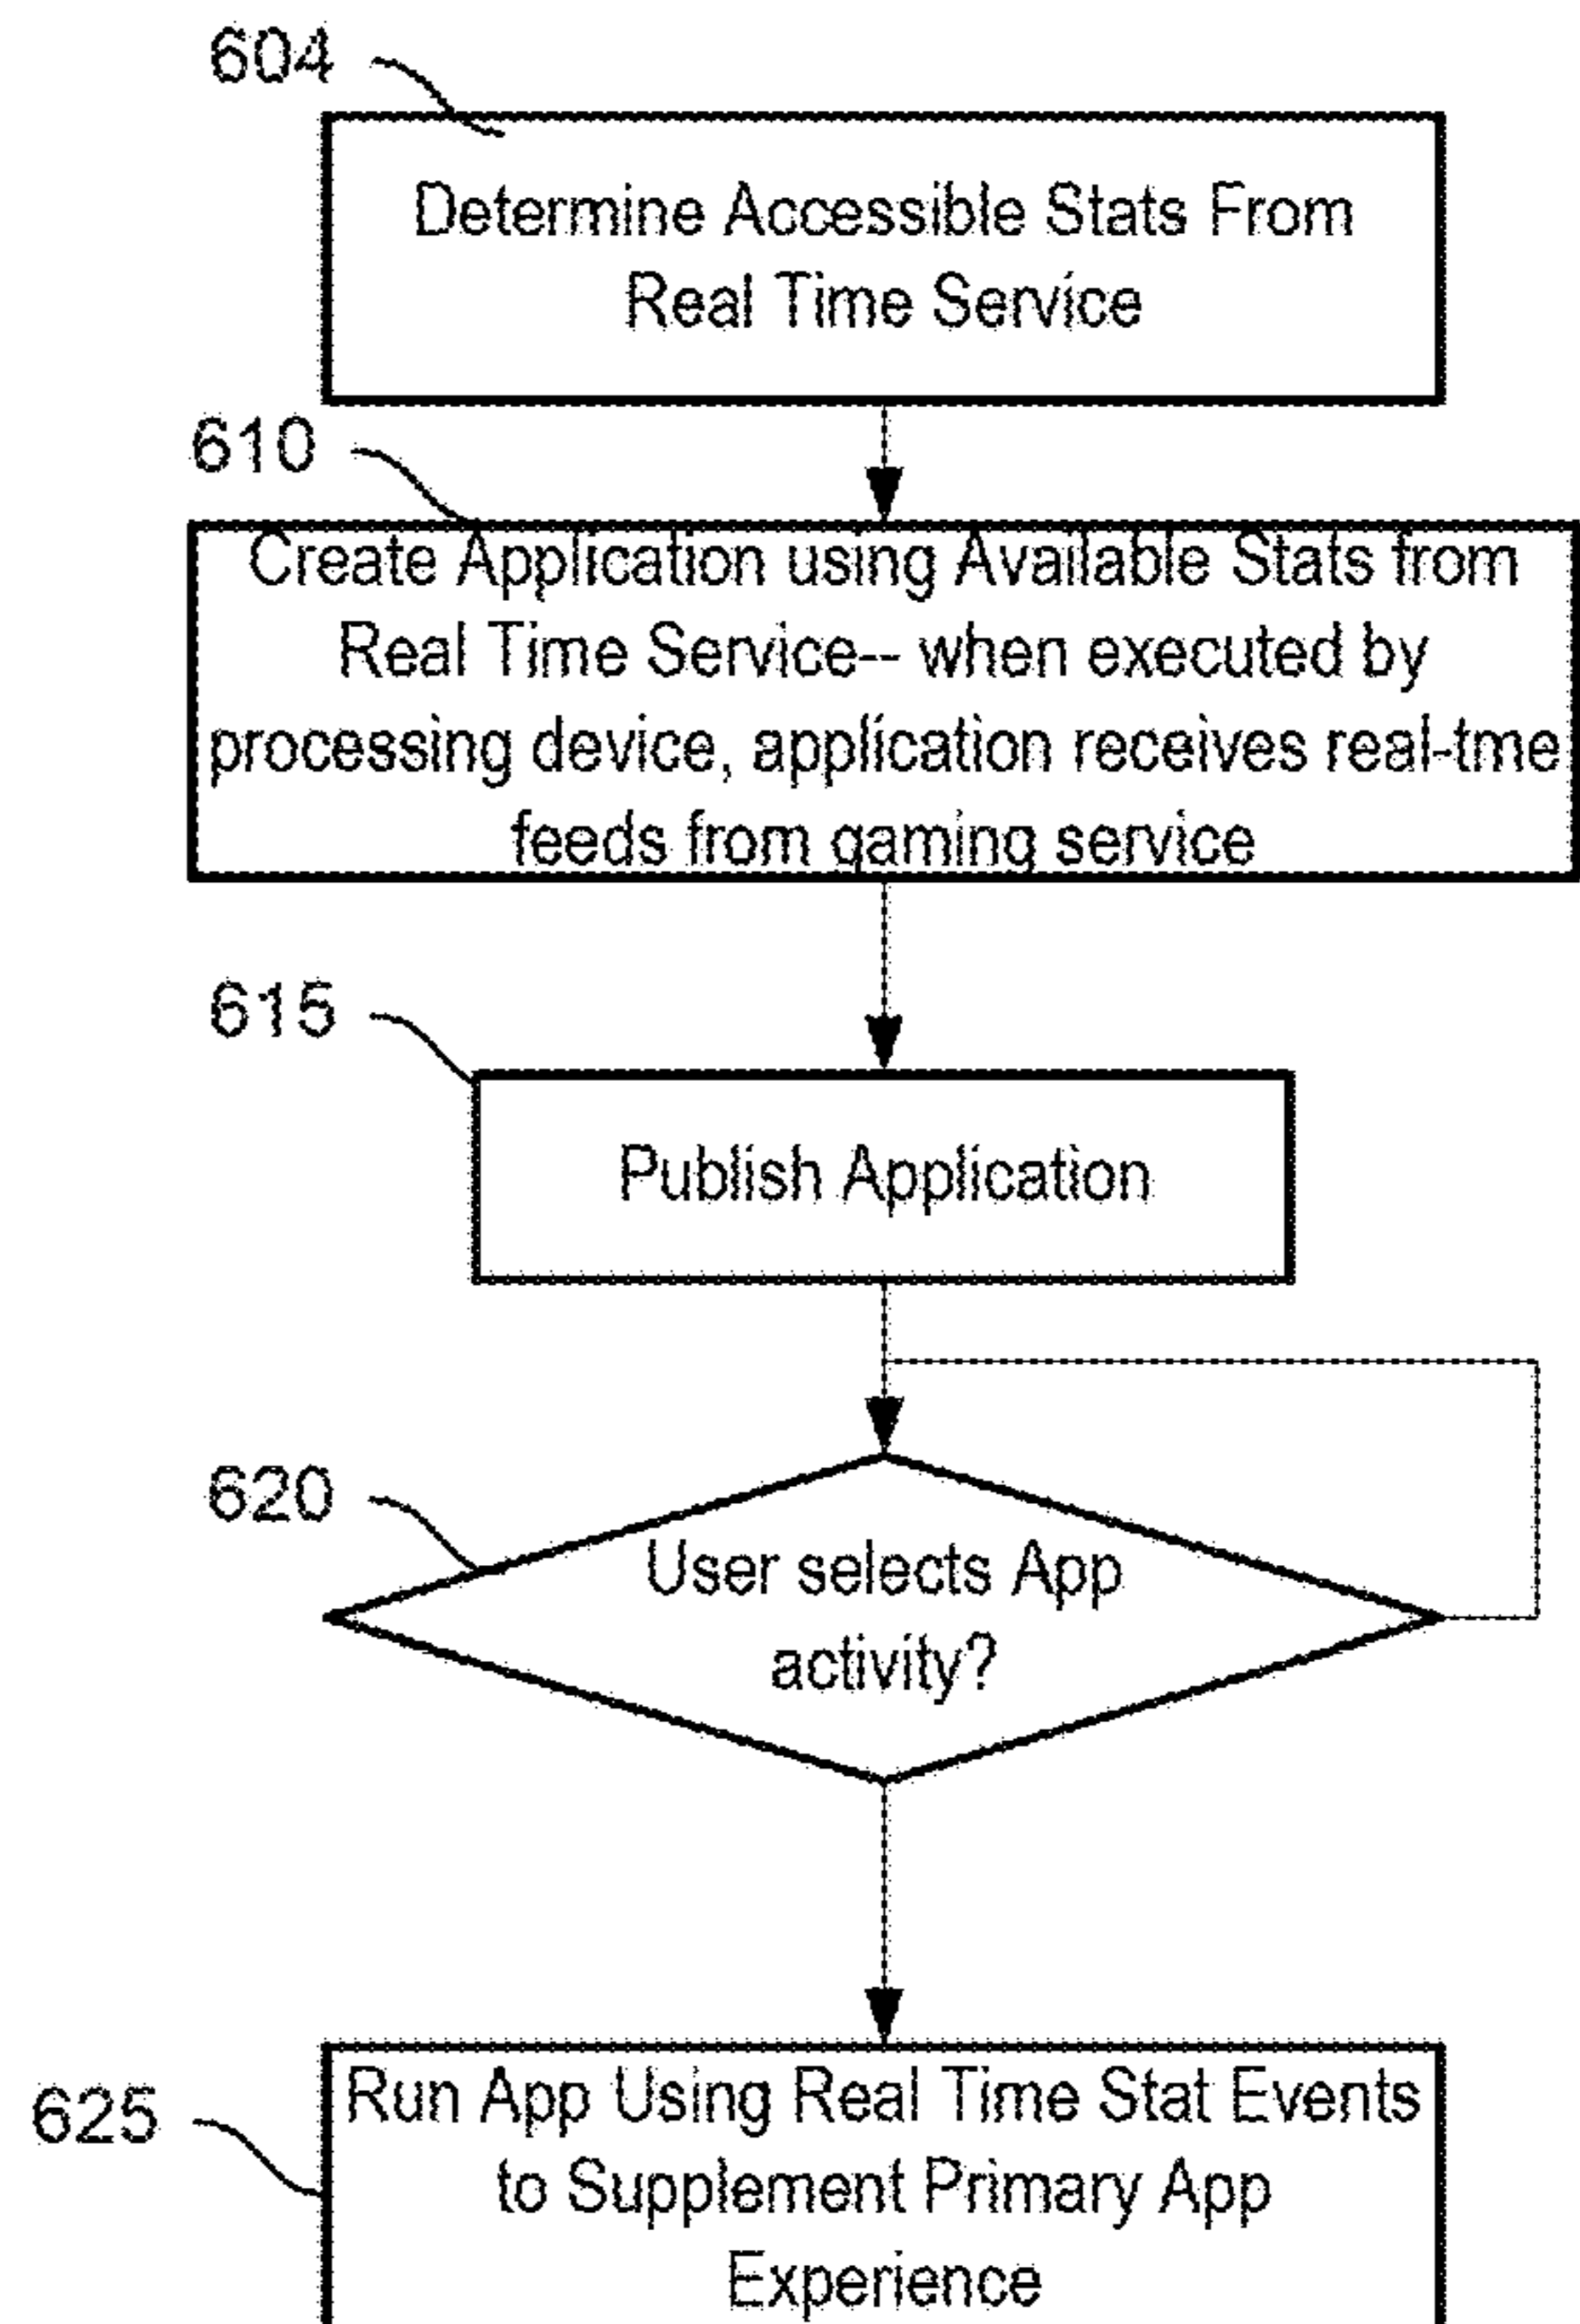 604
Determine Accessible Stats From
Real Time Service
610
Create Application using Available Stats from
Real Time Service-- when executed by
processing device, application receives real-tme
feeds from gaming service
615
Publish Application
620
User selects App
activity?
625
Run App Using Real Time Stat Events
to Supplement Primary App
Experience